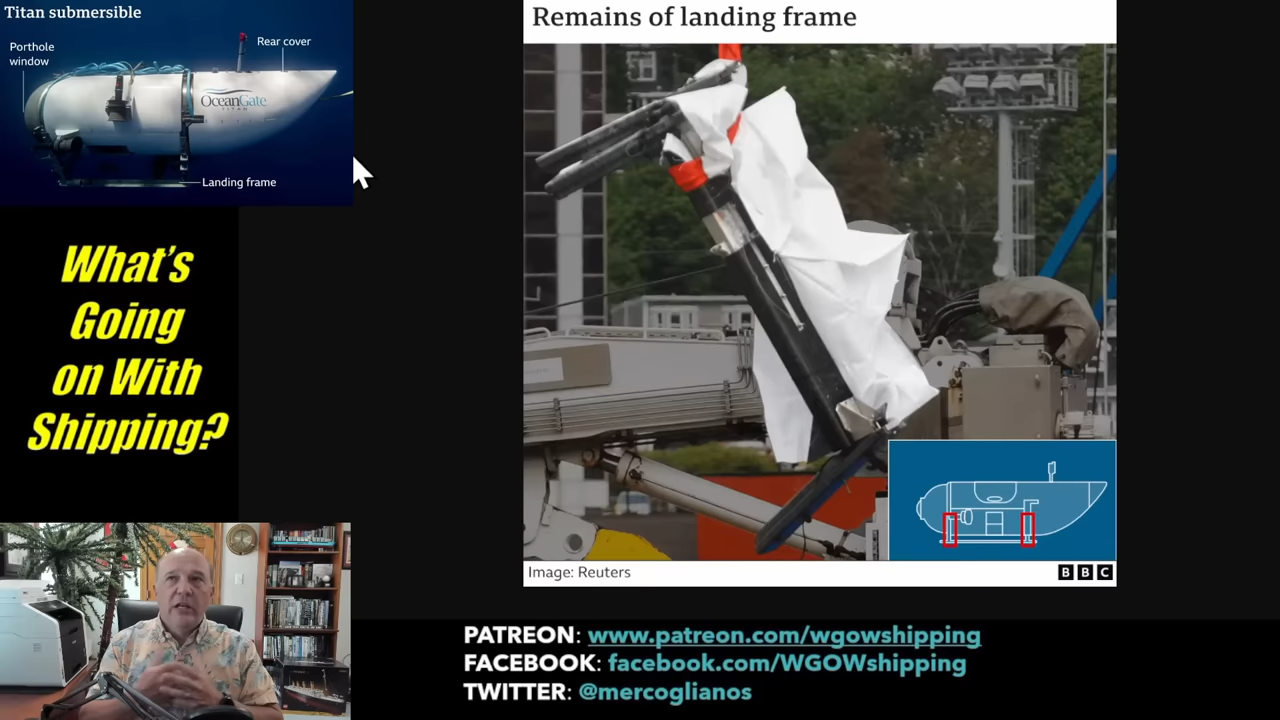 Titan submersible
Porthole
window
Rear cover
OceanGate
TITAN
Landing frame
What's
Going
on With
Shipping?
Remains of landing frame
Image: Reuters
BBC
PATREON: www.patreon.com/wgowshipping
FACEBOOK: facebook.com/WGOWshipping
TWITTER: @mercoglianos